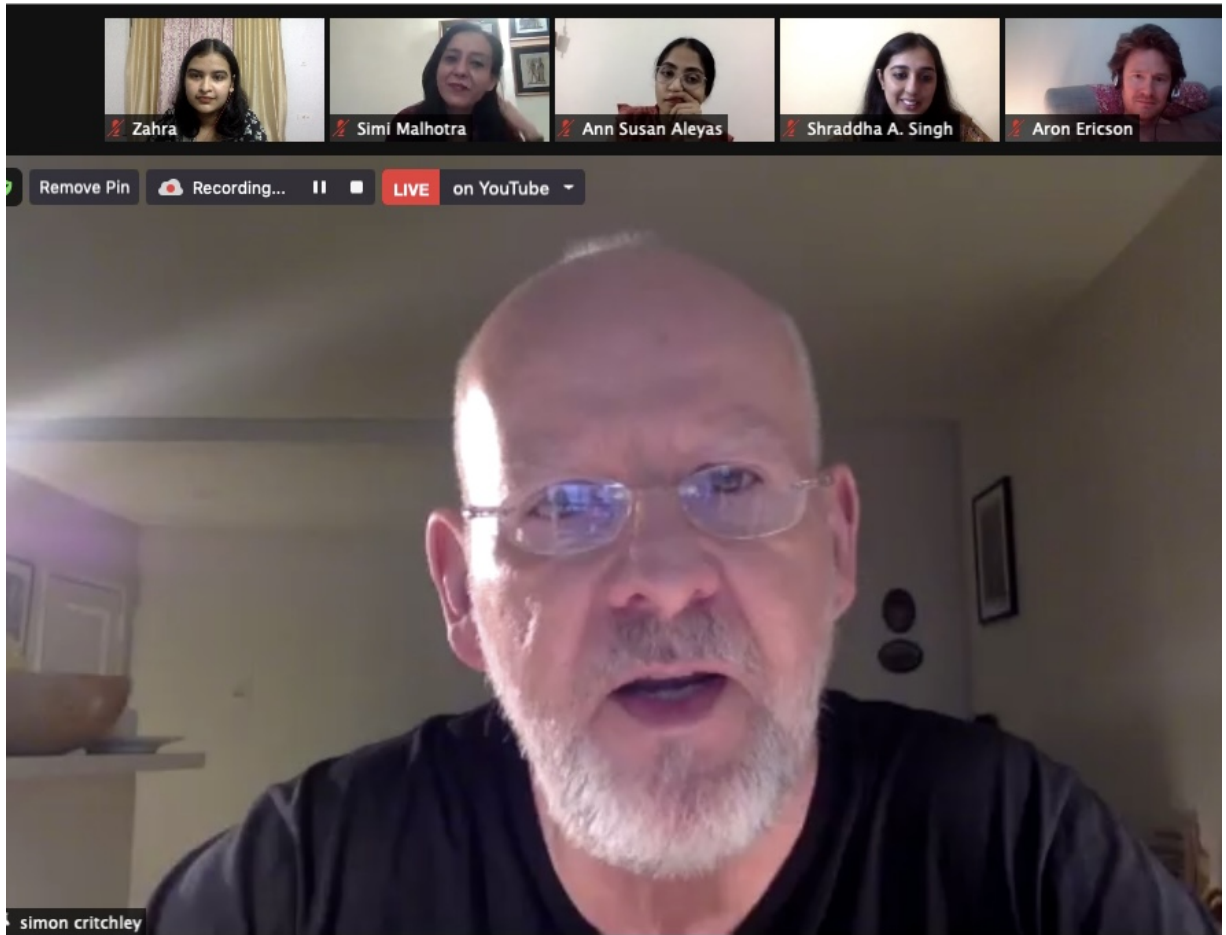 Zahra
Simi Malhotra
Ann Susan Aleyas
Shraddha A. Singh
Aron Ericson
Remove Pin
Recording...
LIVE on YouTube
simon critchley